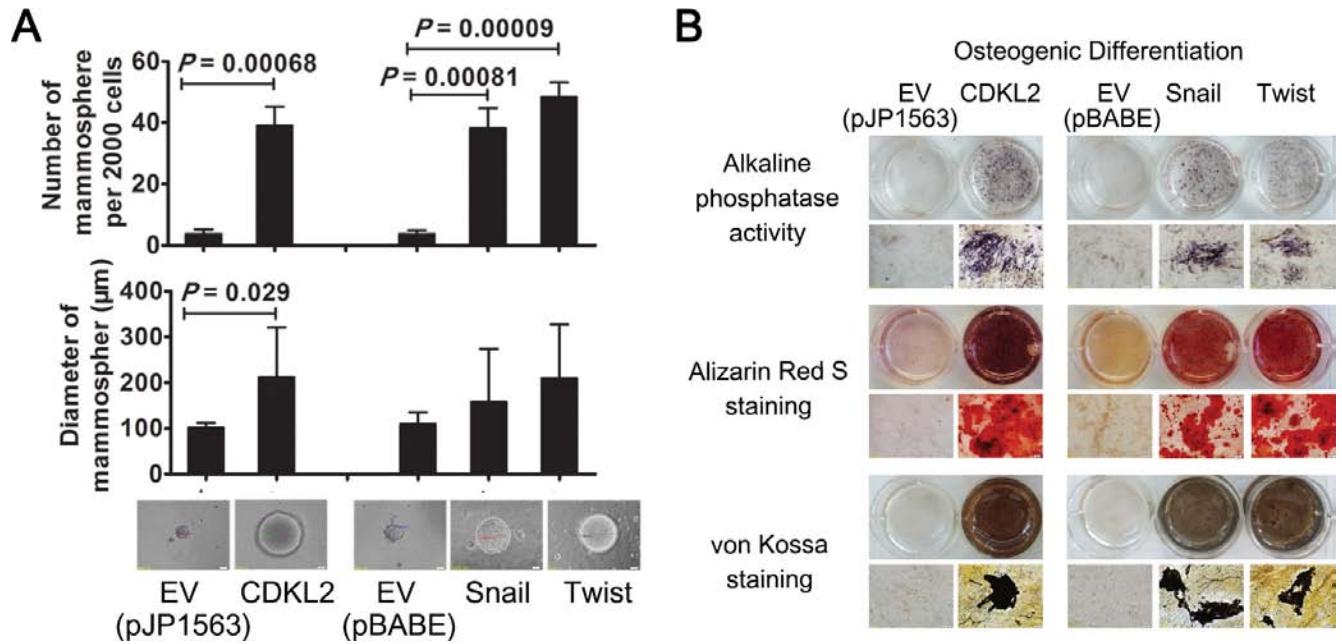 A
Number of
mammosphere
per 2000 cells
60
40
20
0
P = 0.00068
P = 0.00009
P = 0.00081
Diameter of
mammospher (µm)
400
300
200
100
0
P = 0.029
EV
(pJP1563)
CDKL2
EV
(pBABE)
Snail
Twist
B
Osteogenic Differentiation
EV
(pJP1563)
CDKL2
EV
(pBABE)
Snail
Twist
Alkaline
phosphatase
activity
Alizarin Red S
staining
von Kossa
staining